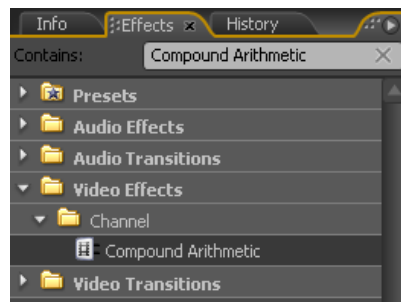 Info Effects x History
Contains: Compound Arithmetic
Presets
Audio Effects
Audio Transitions
Video Effects
Channel
Compound Arithmetic
Video Transitions